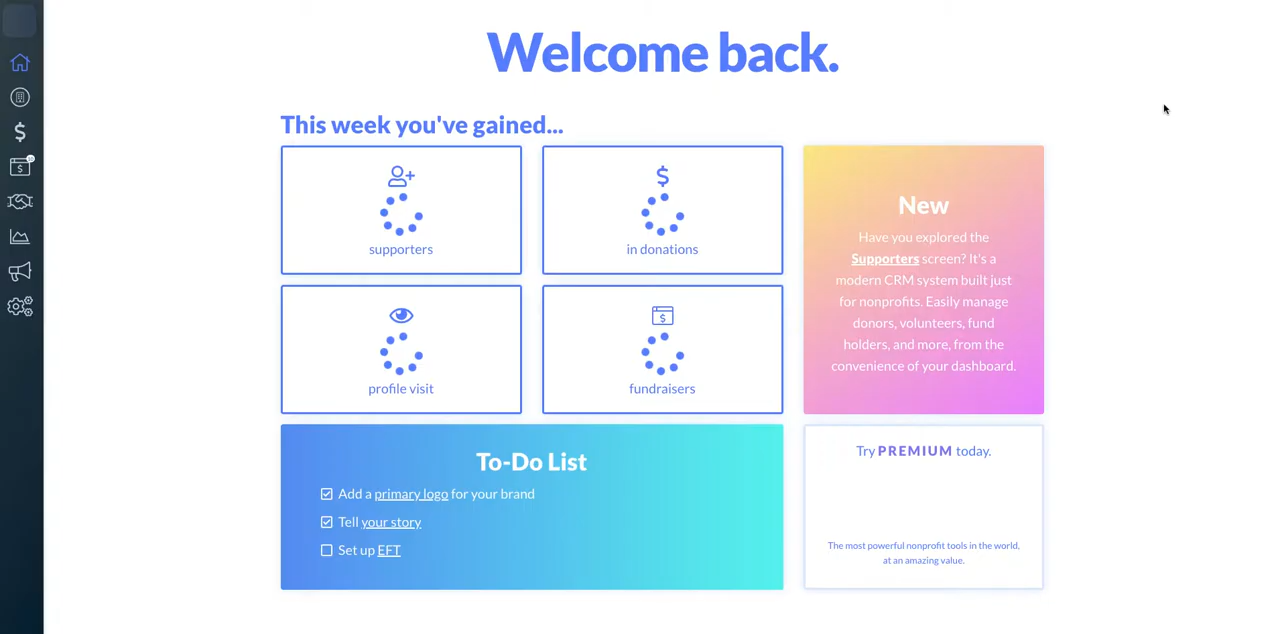 Welcome back.
This week you've gained...
supporters
in donations
profile visit
fundraisers
New
Have you explored the
Supporters screen? It's a
modern CRM system built just
for nonprofits. Easily manage
donors, volunteers, fund
holders, and more, from the
convenience of your dashboard.
To-Do List
Add a primary logo for your brand
Tell your story
Set up EFT
Try PREMIUM today.
The most powerful nonprofit tools in the world,
at an amazing value.